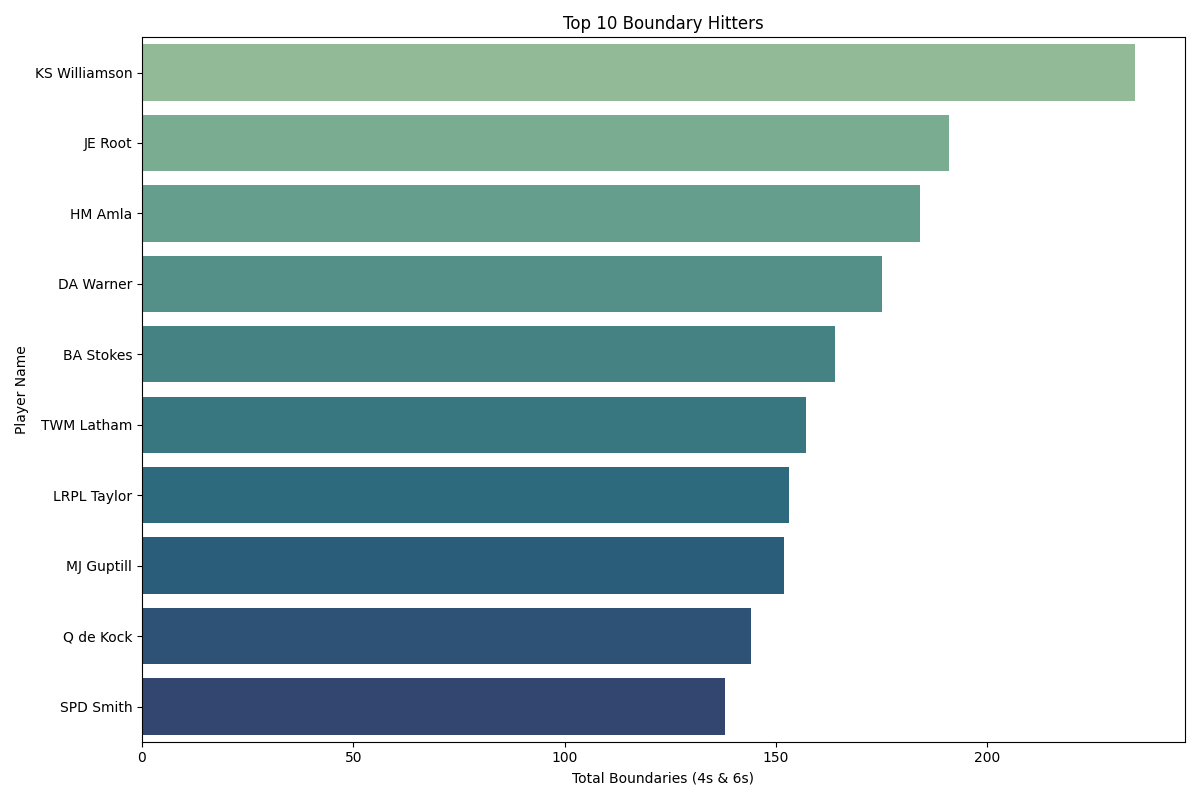 Top 10 Boundary Hitters
Player Name
KS Williamson
JE Root
HM Amla
DA Warner
BA Stokes
TWM Latham
LRPL Taylor
MJ Guptill
Q de Kock
SPD Smith
0 50 100 150 200
Total Boundaries (4s & 6s)